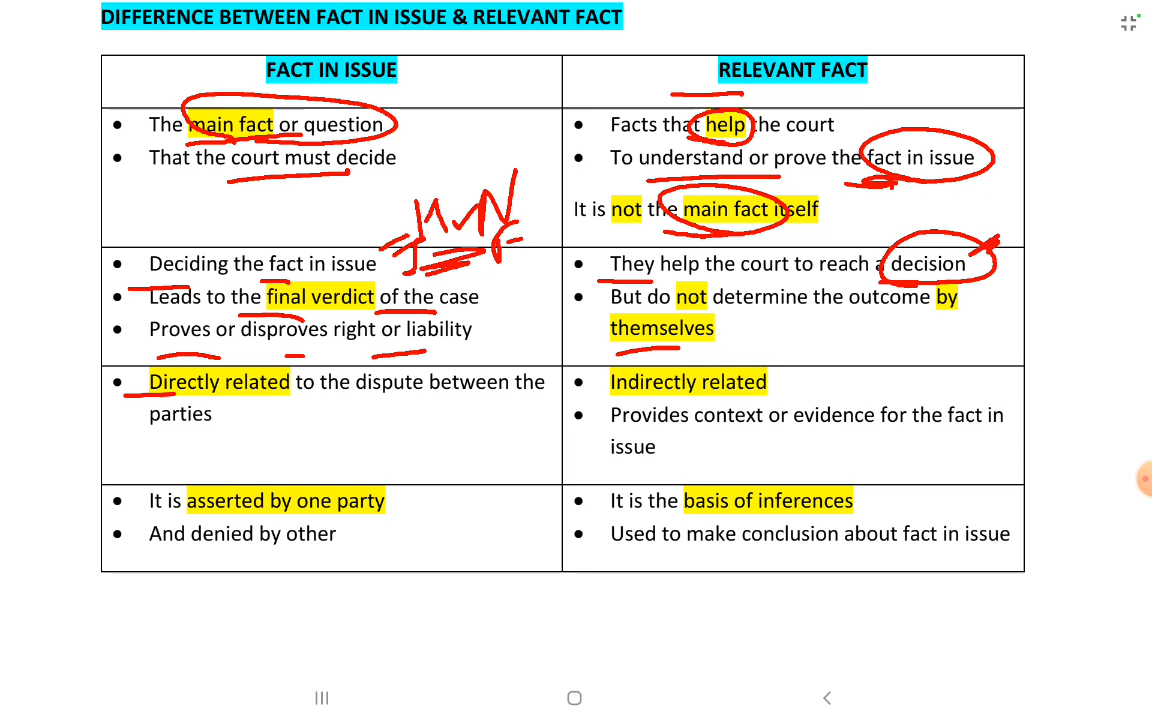 DIFFERENCE BETWEEN FACT IN ISSUE & RELEVANT FACT
FACT IN ISSUE
RELEVANT FACT
• The main fact or question
• That the court must decide
• Facts that help the court
• To understand or prove the fact in issue
It is not the main fact itself
• Deciding the fact in issue
• Leads to the final verdict of the case
• Proves or disproves right or liability
• They help the court to reach a decision
• But do not determine the outcome by
themselves
• Directly related to the dispute between the
parties
• Indirectly related
• Provides context or evidence for the fact in
issue
• It is asserted by one party
• And denied by other
• It is the basis of inferences
• Used to make conclusion about fact in issue